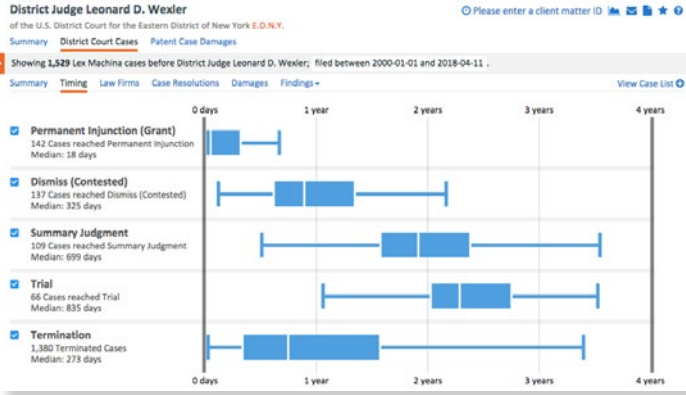 District Judge Leonard D. Wexler
Please enter a client matter ID
of the U.S. District Court for the Eastern District of New York E.D.N.Y.
Summary District Court Cases Patent Case Damages
Showing 1,529 Lex Machina cases before District Judge Leonard D. Wexler; filed between 2000-01-01 and 2018-04-11 .
Summary Timing Law Firms Case Resolutions Damages Findings View Case List
0 days 1 year 2 years 3 years 4 years
Permanent Injunction (Grant)
142 Cases reached Permanent Injunction
Median: 18 days
Dismiss (Contested)
137 Cases reached Dismiss (Contested)
Median: 325 days
Summary Judgment
109 Cases reached Summary Judgment
Median: 699 days
Trial
66 Cases reached Trial
Median: 835 days
Termination
1,380 Terminated Cases
Median: 273 days
0 days 1 year 2 years 3 years 4 years